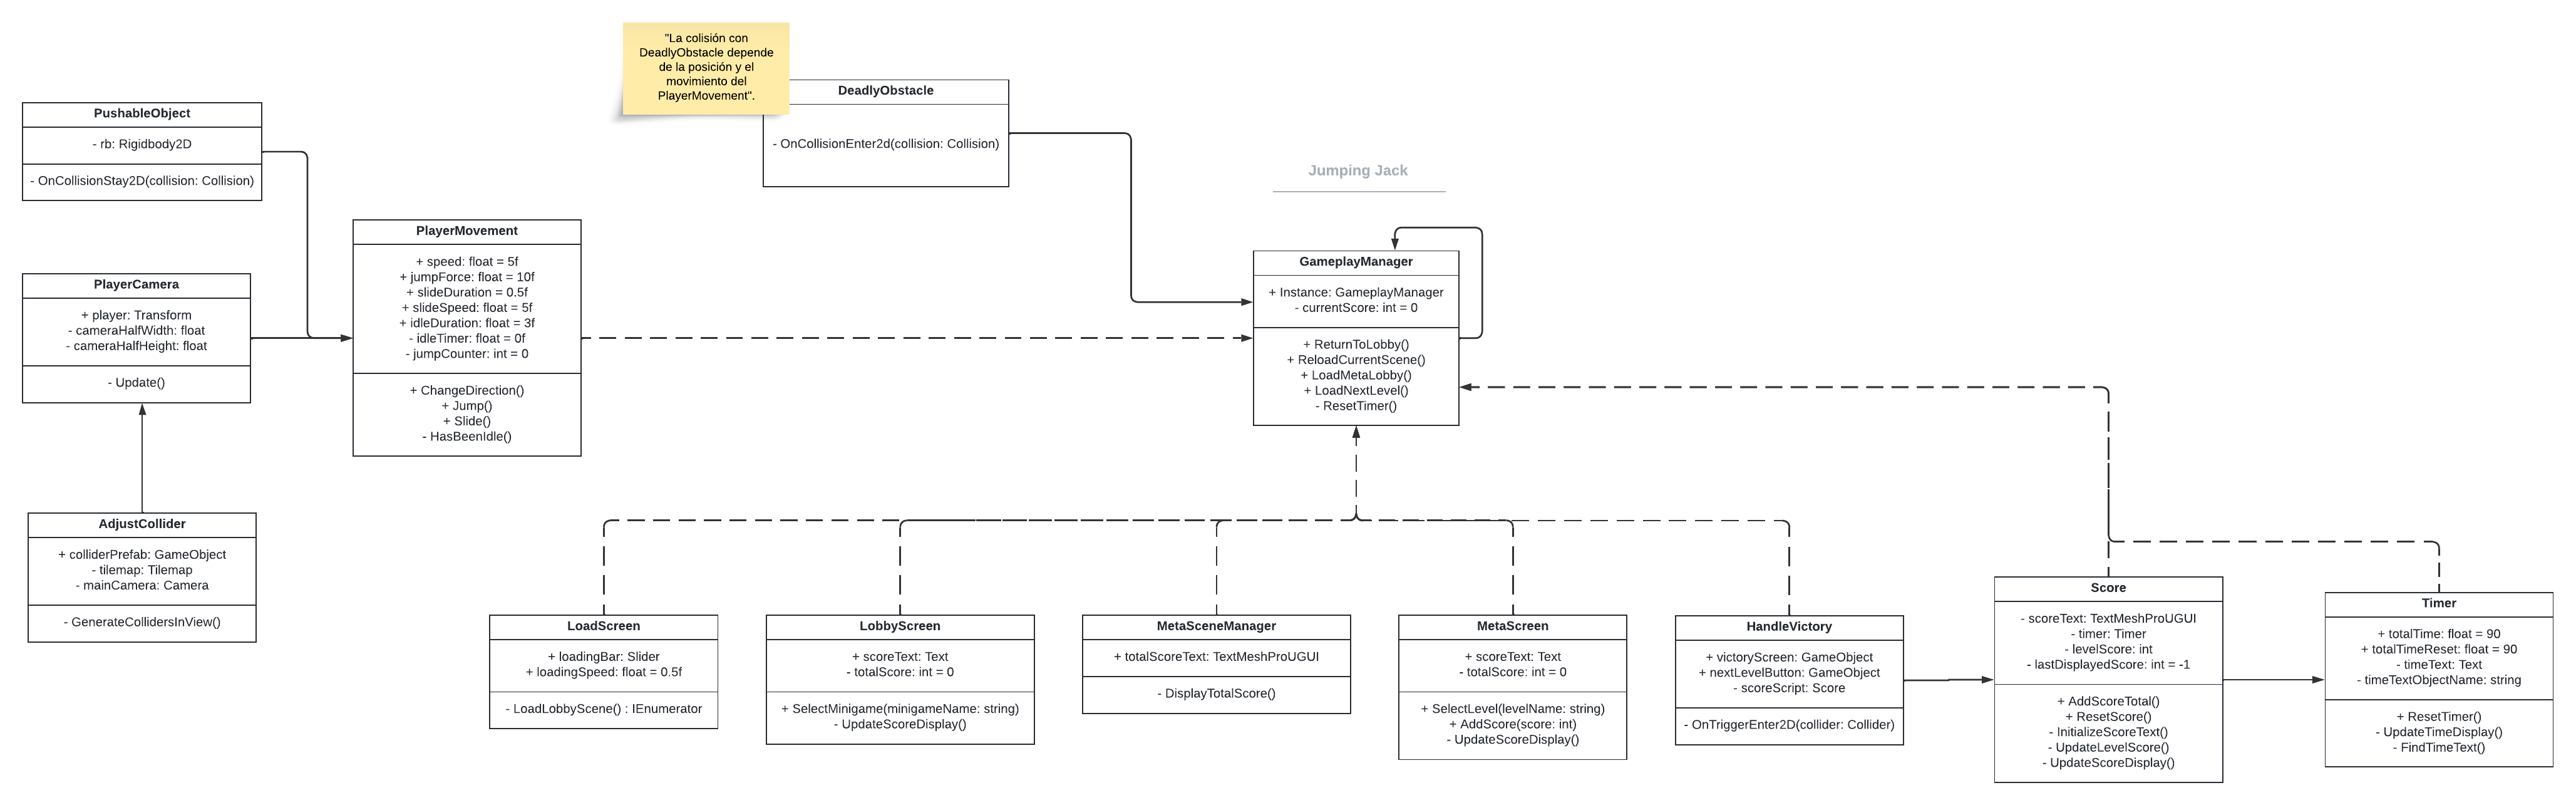 "La colisión con
DeadlyObstacle depende
de la posición y el
movimiento del
PlayerMovement".
DeadlyObstacle
- OnCollisionEnter2d(collision: Collision)
PushableObject
- rb: Rigidbody2D
- OnCollisionStay2D(collision: Collision)
Jumping Jack
PlayerMovement
+ speed: float = 5f
+ jumpForce: float = 10f
+ slideDuration = 0.5f
+ slideSpeed: float = 5f
+ idleDuration: float = 3f
- idleTimer: float = 0f
- jumpCounter: int = 0
+ ChangeDirection()
+ Jump()
+ Slide()
- HasBeenIdle()
GameplayManager
+ Instance: GameplayManager
- currentScore: int = 0
+ ReturnToLobby()
+ ReloadCurrentScene()
+ LoadMetaLobby()
+ LoadNextLevel()
- ResetTimer()
PlayerCamera
+ player: Transform
- cameraHalfWidth: float
- cameraHalfHeight: float
- Update()
AdjustCollider
+ colliderPrefab: GameObject
- tilemap: Tilemap
- mainCamera: Camera
- GenerateCollidersInView()
LoadScreen
+ loadingBar: Slider
+ loadingSpeed: float = 0.5f
- LoadLobbyScene() : IEnumerator
LobbyScreen
+ scoreText: Text
- totalScore: int = 0
+ SelectMinigame(minigameName: string)
- UpdateScoreDisplay()
MetaSceneManager
+ totalScoreText: TextMeshProUGUI
- DisplayTotalScore()
MetaScreen
+ scoreText: Text
- totalScore: int = 0
+ SelectLevel(levelName: string)
+ AddScore(score: int)
- UpdateScoreDisplay()
HandleVictory
+ victoryScreen: GameObject
+ nextLevelButton: GameObject
- scoreScript: Score
- OnTriggerEnter2D(collider: Collider)
Score
- scoreText: TextMeshProUGUI
- timer: Timer
- levelScore: int
- lastDisplayedScore: int = -1
+ AddScoreTotal()
+ ResetScore()
- InitializeScoreText()
- UpdateLevelScore()
- UpdateScoreDisplay()
Timer
+ totalTime: float = 90
+ totalTimeReset: float = 90
- timeText: Text
- timeTextObjectName: string
+ ResetTimer()
- UpdateTimeDisplay()
- FindTimeText()